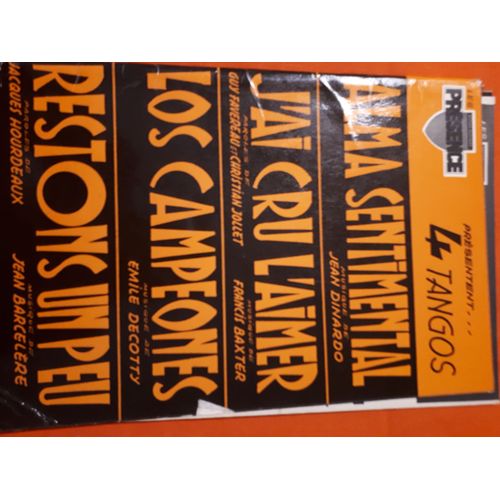 PRÉSENCE
PRÉSENTENT...
4 TANGOS
ALMA SENTIMENTAL
MUSIQUE DE
JEAN DINARDO
J'AI CRU L'AIMER
PAROLES DE
GUY FAVEREAU ET CHRISTIAN JOLLET
MUSIQUE DE
FRANCIS BAXTER
LOS CAMPEONES
MUSIQUE DE
EMILE DECOTTY
RESTONS UN PEU
PAROLES DE
JACQUES HOURDEAUX
MUSIQUE DE
JEAN BARCELERE